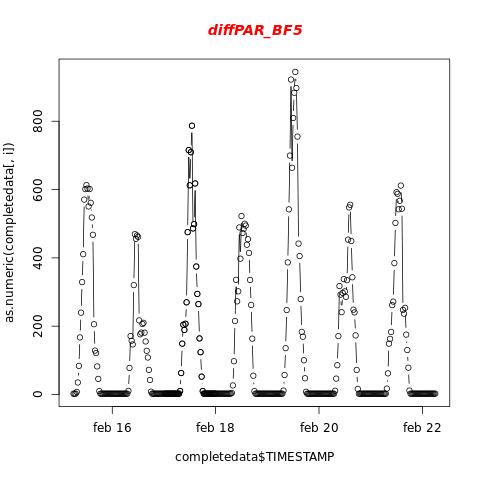 diffPAR_BF5
as.numeric(completedata[, i])
800
600
400
200
0
feb 16
feb 18
feb 20
feb 22
completedata$TIMESTAMP